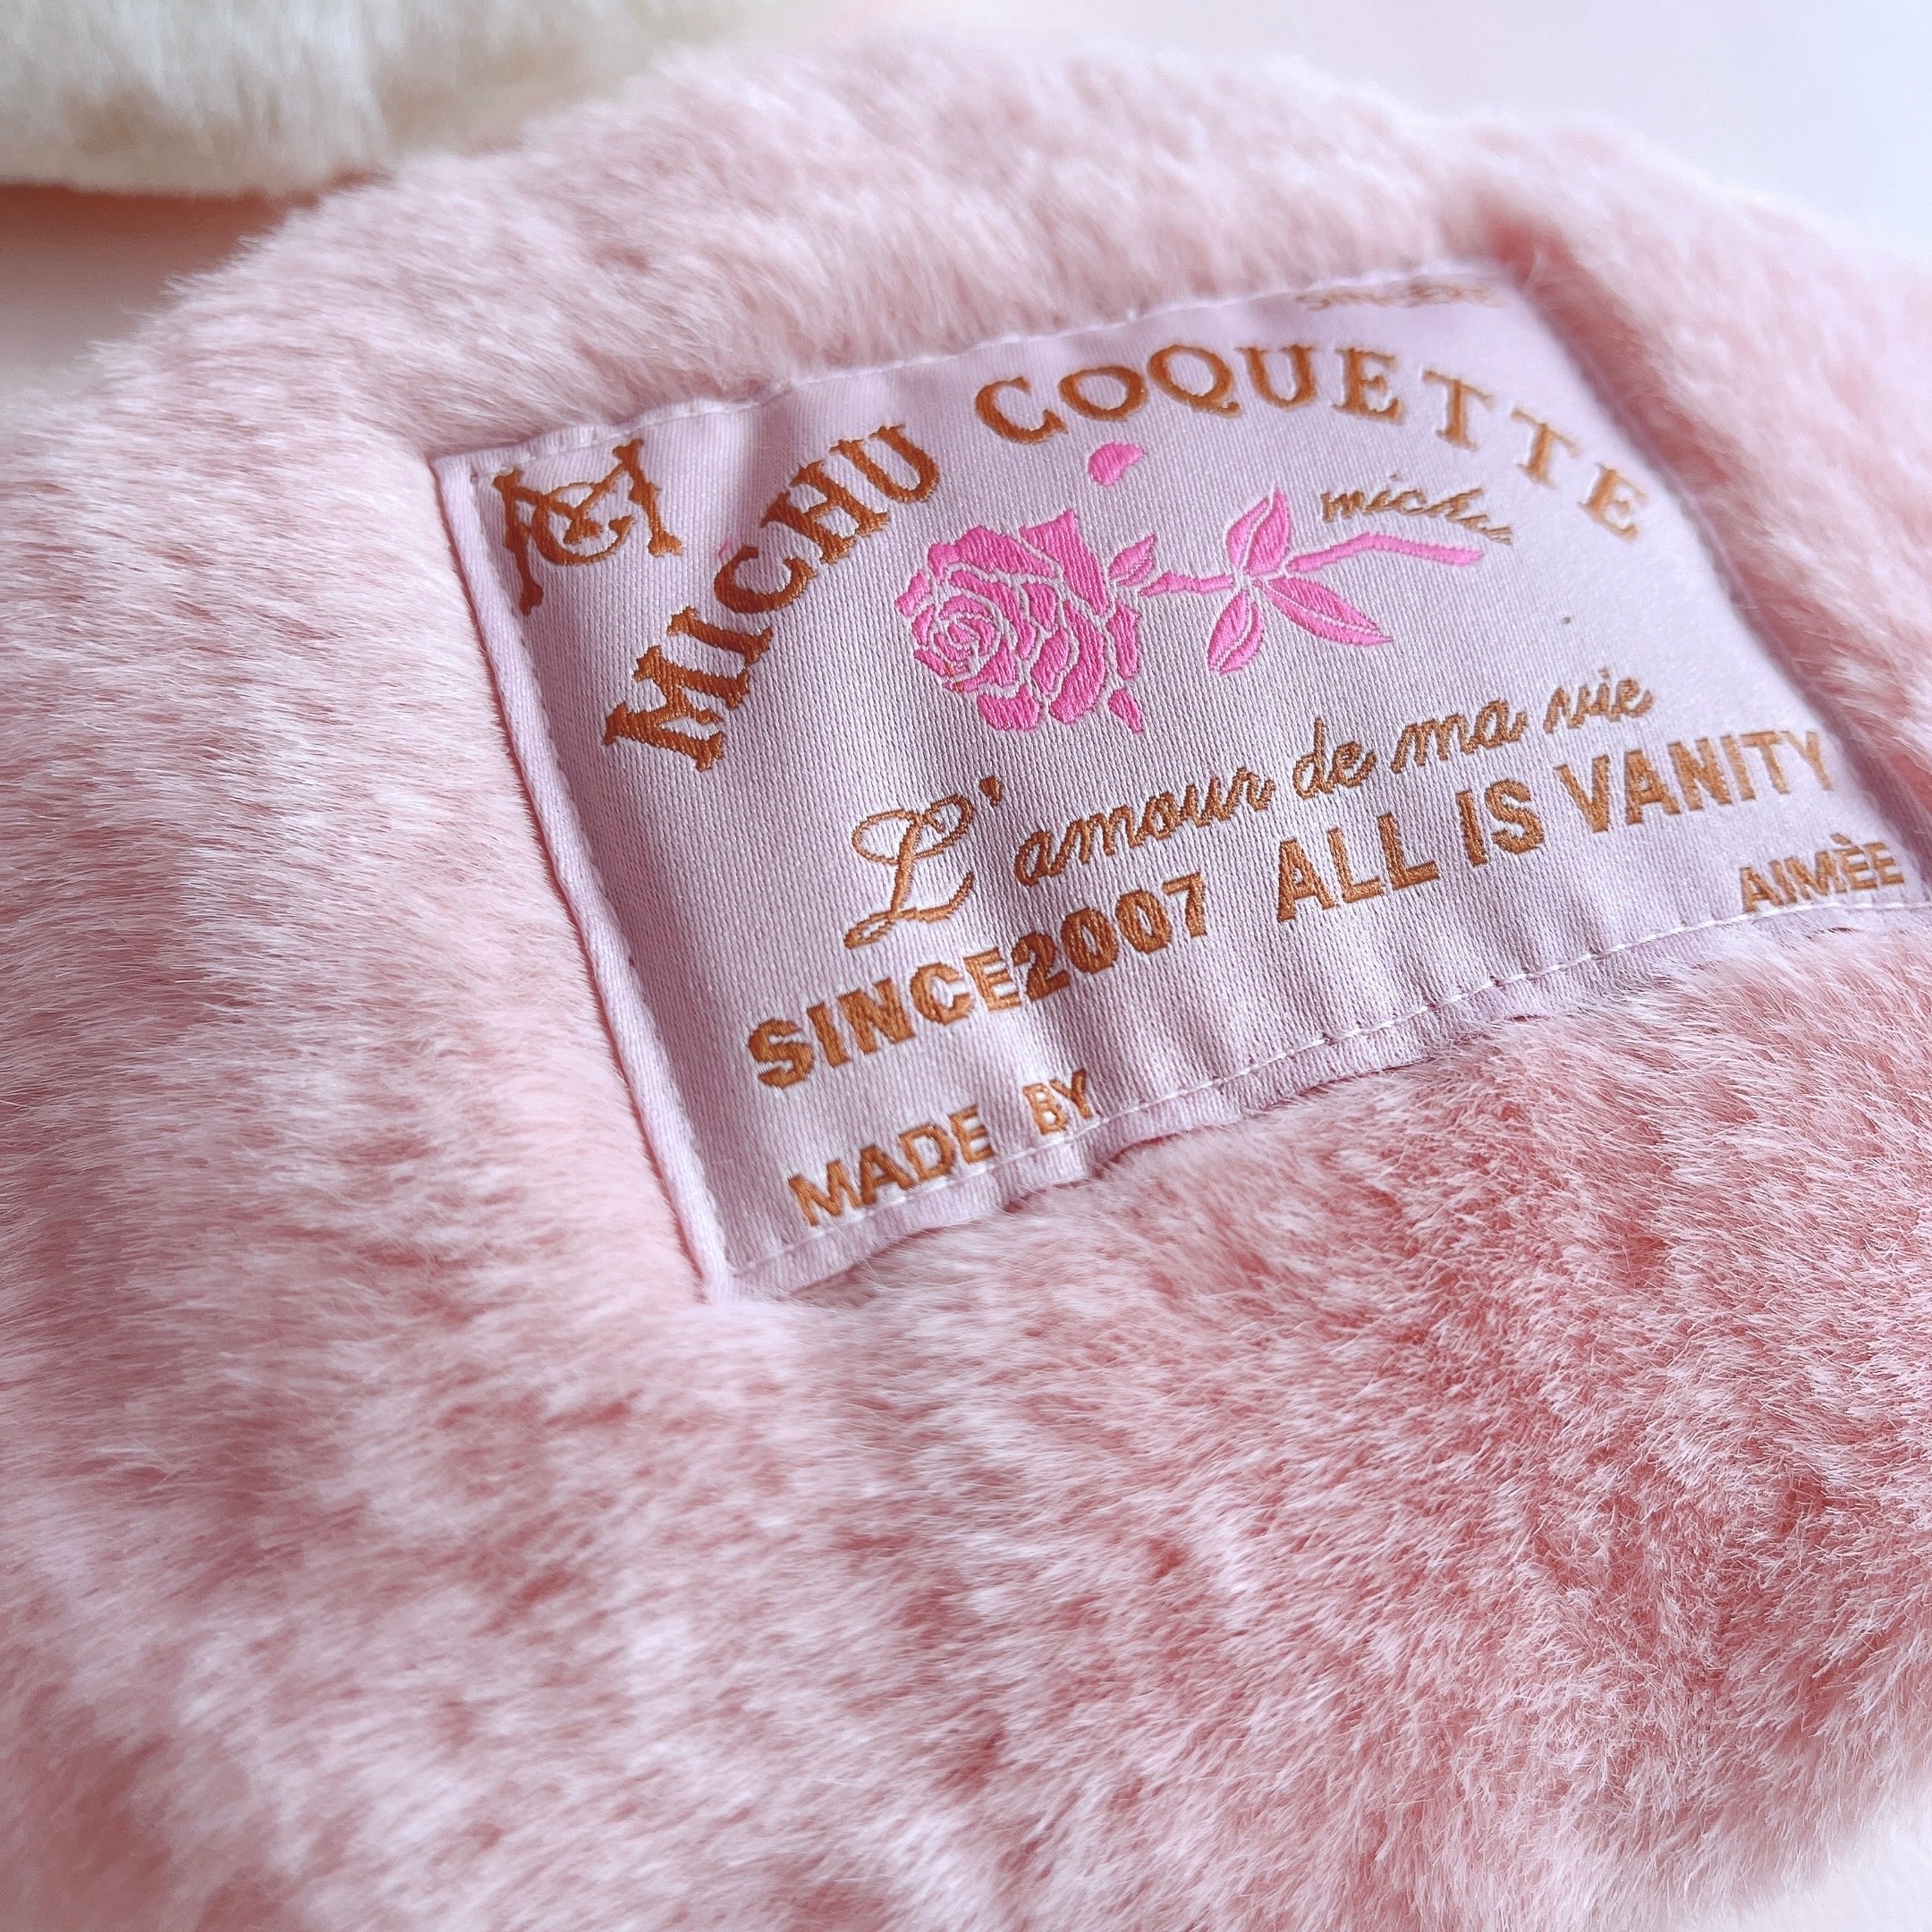 MICHU COQUETTE
michu
L'amour de ma vie
SINCE2007 ALL IS VANITY
MADE BY
AIMÈE